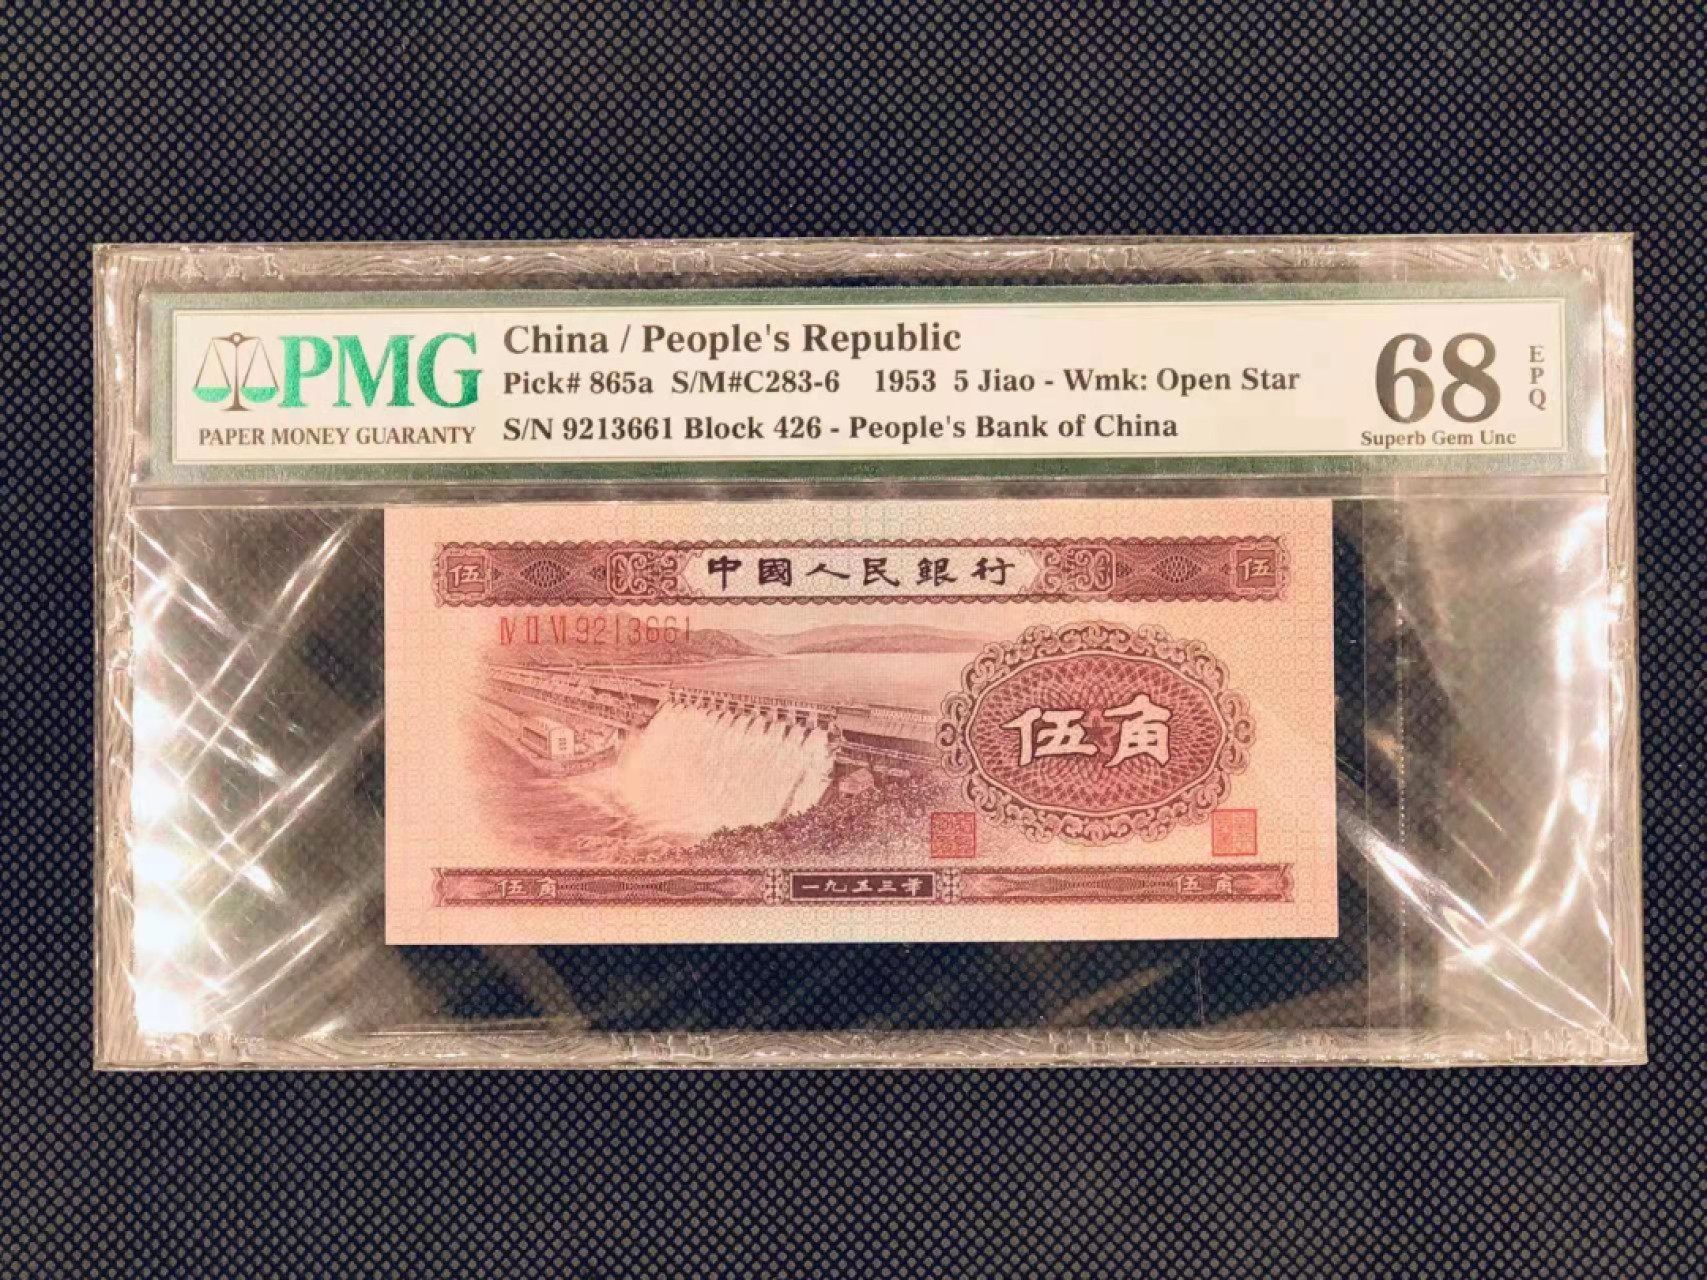 PMG
PAPER MONEY GUARANTY
China / People's Republic
Pick# 865a S/M#C283-6 1953 5 Jiao - Wmk: Open Star
S/N 9213661 Block 426 - People's Bank of China
68
EPQ
Superb Gem Unc
伍 中國人民銀行 伍
Ⅳ Ⅱ Ⅵ 9213661
伍角
伍角 一九五三年 伍角